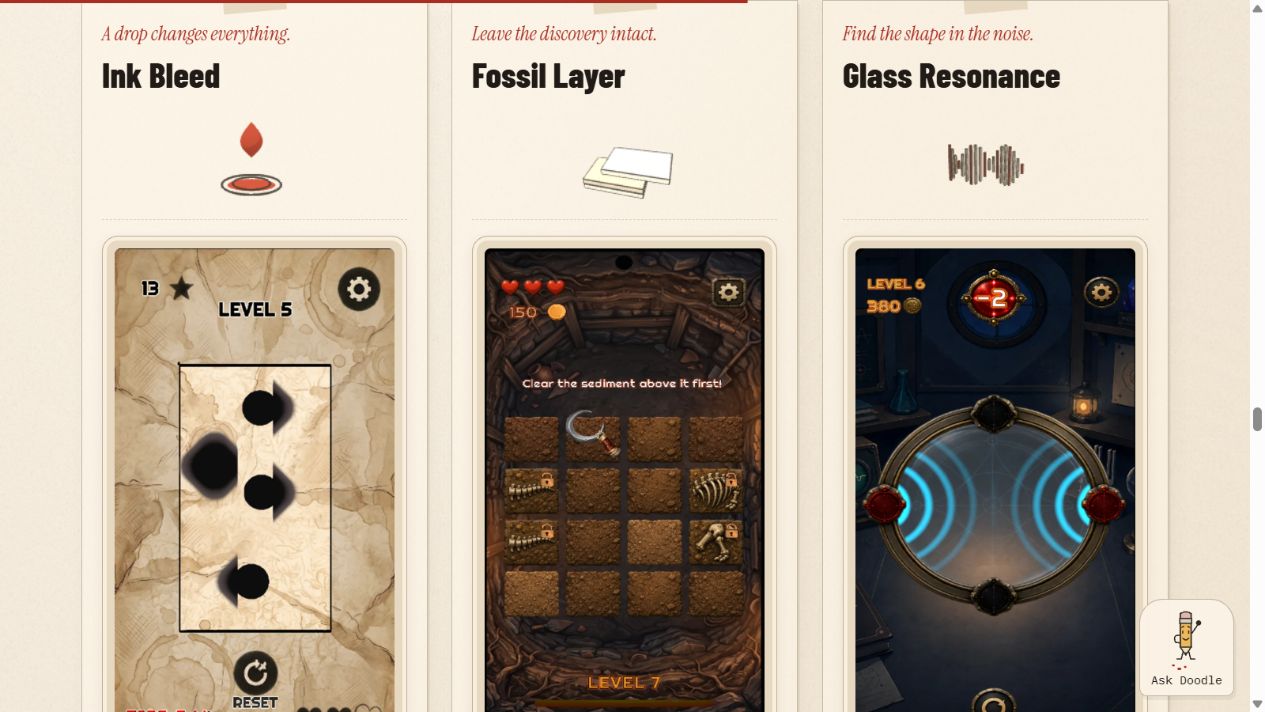 A drop changes everything.
Ink Bleed
13
LEVEL 5
RESET
Leave the discovery intact.
Fossil Layer
150
Clear the sediment above it first!
LEVEL 7
Find the shape in the noise.
Glass Resonance
LEVEL 6
380
-2
Ask Doodle